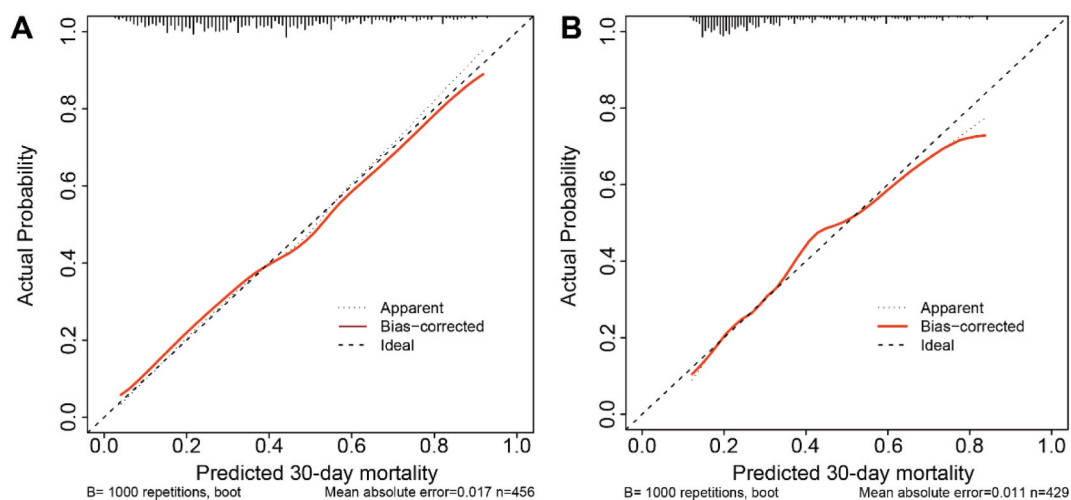 A
Actual Probability
1.0
0.8
0.6
0.4
0.2
0.0
Apparent
Bias-corrected
Ideal
0.0 0.2 0.4 0.6 0.8 1.0
Predicted 30-day mortality
B= 1000 repetitions, boot Mean absolute error=0.017 n=456
B
Actual Probability
1.0
0.8
0.6
0.4
0.2
0.0
Apparent
Bias-corrected
Ideal
0.0 0.2 0.4 0.6 0.8 1.0
Predicted 30-day mortality
B= 1000 repetitions, boot Mean absolute error=0.011 n=429